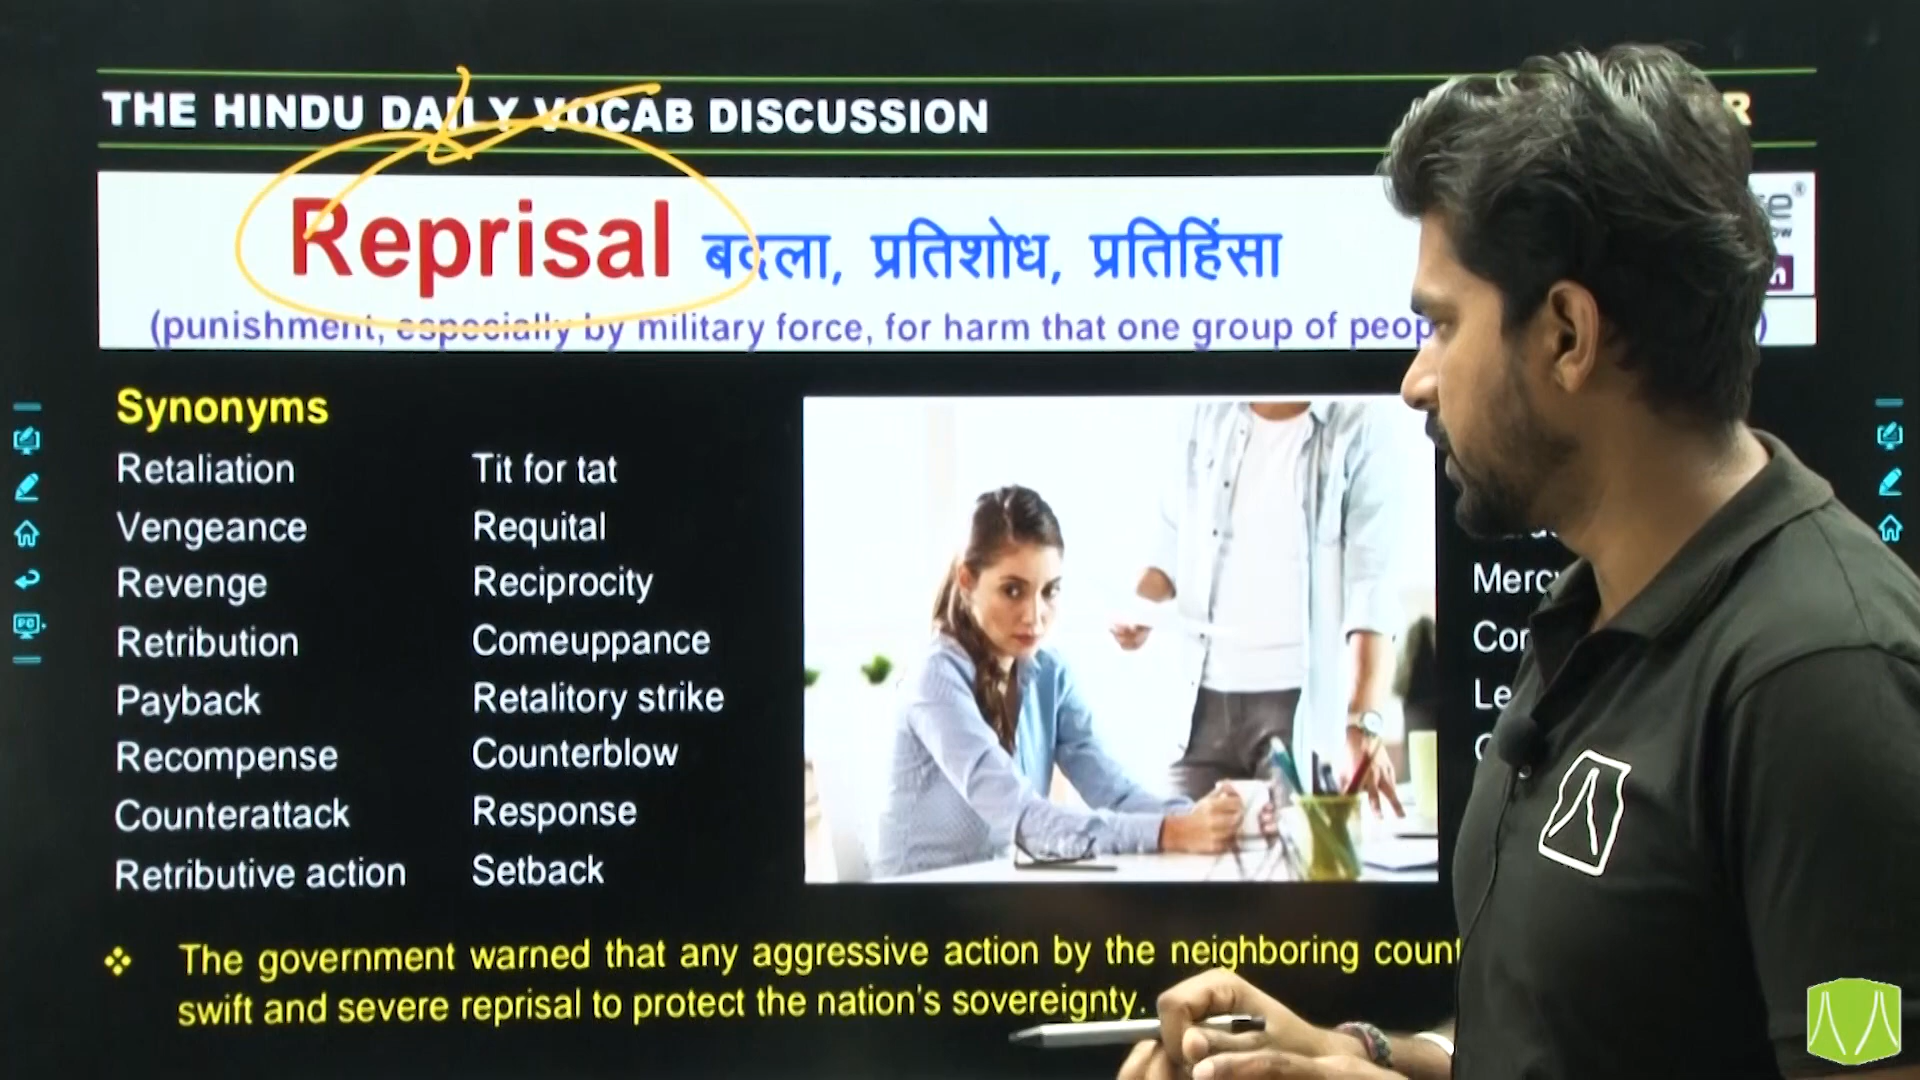 THE HINDU DAILY VOCAB DISCUSSION
Reprisal बदला, प्रतिशोध, प्रतिहिंसा
(punishment, especially by military force, for harm that one group of )
Synonyms
Retaliation Tit for tat
Vengeance Requital
Revenge Reciprocity
Retribution Comeuppance
Payback Retalitory strike
Recompense Counterblow
Counterattack Response
Retributive action Setback
The government warned that any aggressive action by the neighboring
swift and severe reprisal to protect the nation's sovereignty.